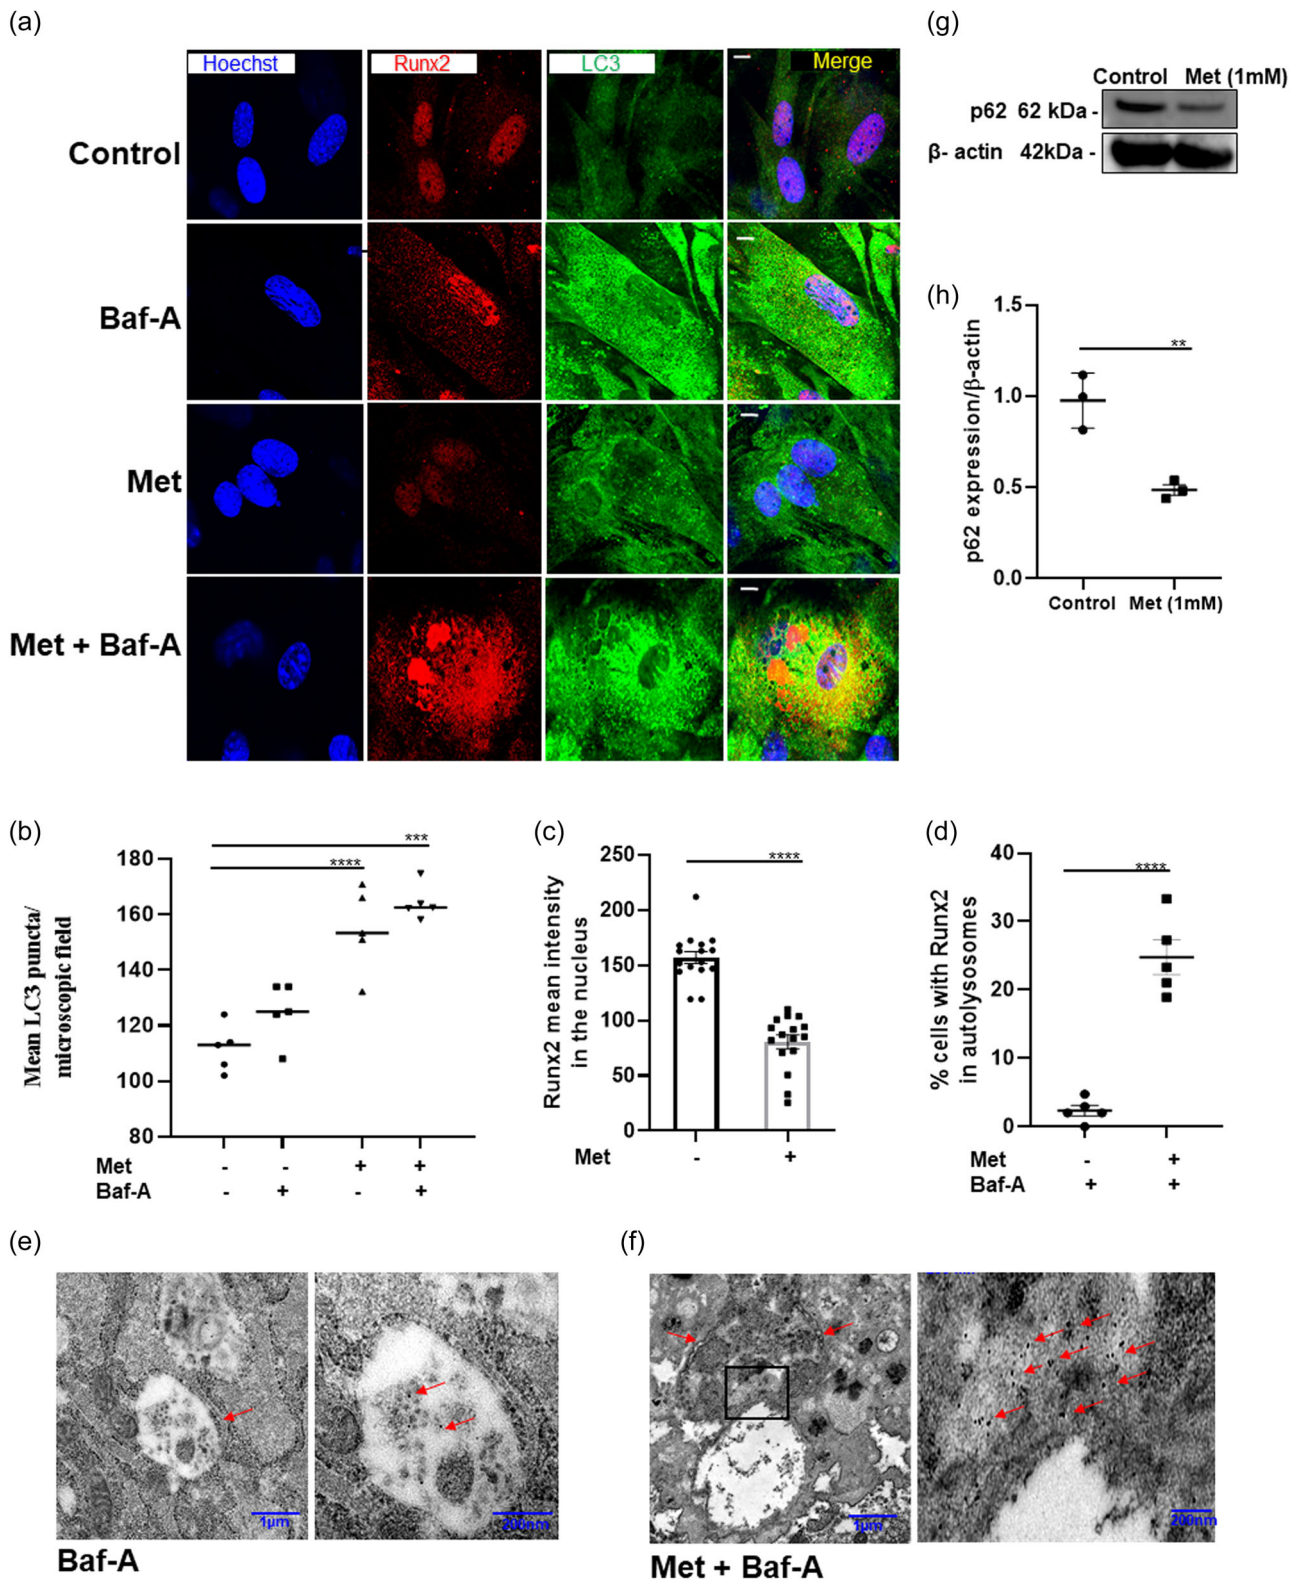 (a)
Hoechst Runx2 LC3 Merge
Control
Baf-A
Met
Met + Baf-A
(g)
Control Met (1mM)
p62 62 kDa -
β- actin 42kDa -
(h)
p62 expression/β-actin
1.5
1.0
0.5
0.0
**
Control Met (1mM)
(b)
Mean LC3 puncta/
microscopic field
180
160
140
120
100
80
***
****
Met - - + +
Baf-A - + - +
(c)
Runx2 mean intensity
in the nucleus
250
200
150
100
50
0
****
Met - +
(d)
% cells with Runx2
in autolysosomes
40
30
20
10
0
****
Met - +
Baf-A + +
(e)
1µm
200nm
Baf-A
(f)
1µm
200nm
Met + Baf-A